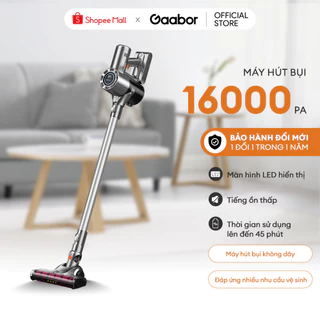 Shopee Mall x Gaabor OFFICIAL STORE
MÁY HÚT BỤI
16000 PA
BẢO HÀNH ĐỔI MỚI
1 ĐỔI 1 TRONG 1 NĂM
Màn hình LED hiển thị
Tiếng ồn thấp
Thời gian sử dụng
lên đến 45 phút
Máy hút bụi không dây
Đáp ứng nhiều nhu cầu vệ sinh